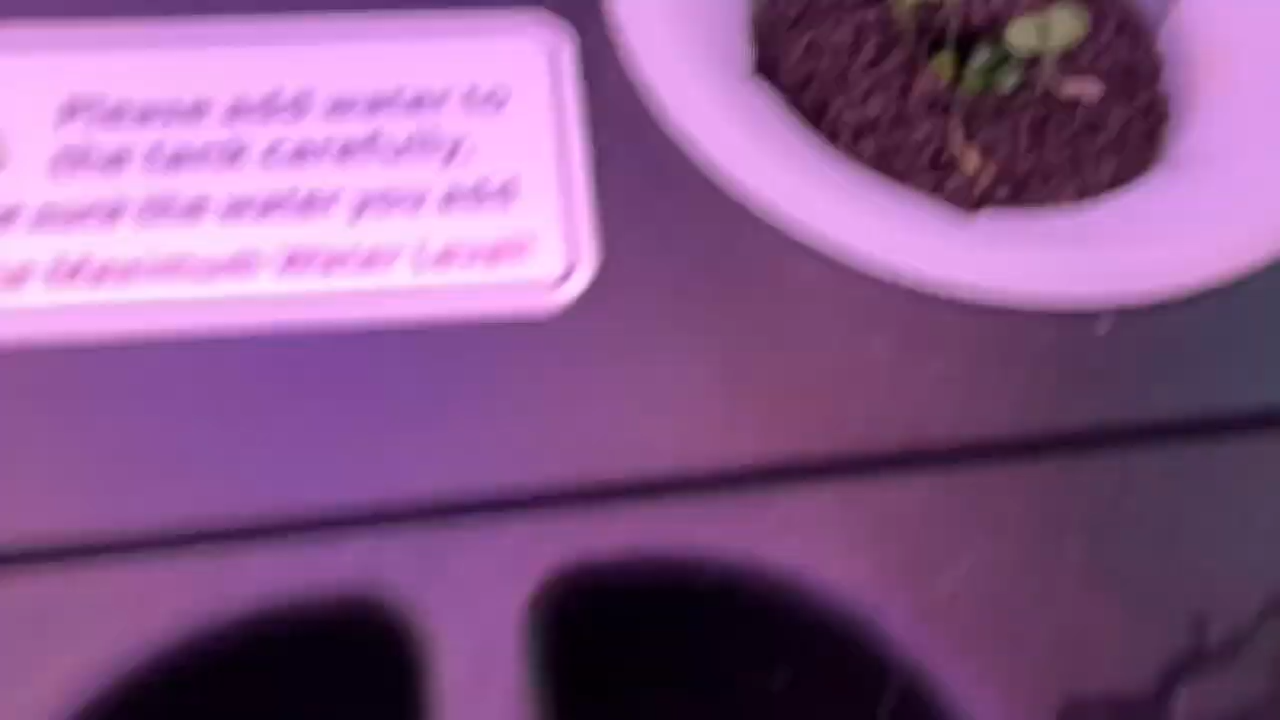 Please add water to
the tank carefully.
sure the water you add
Maximum Water Level